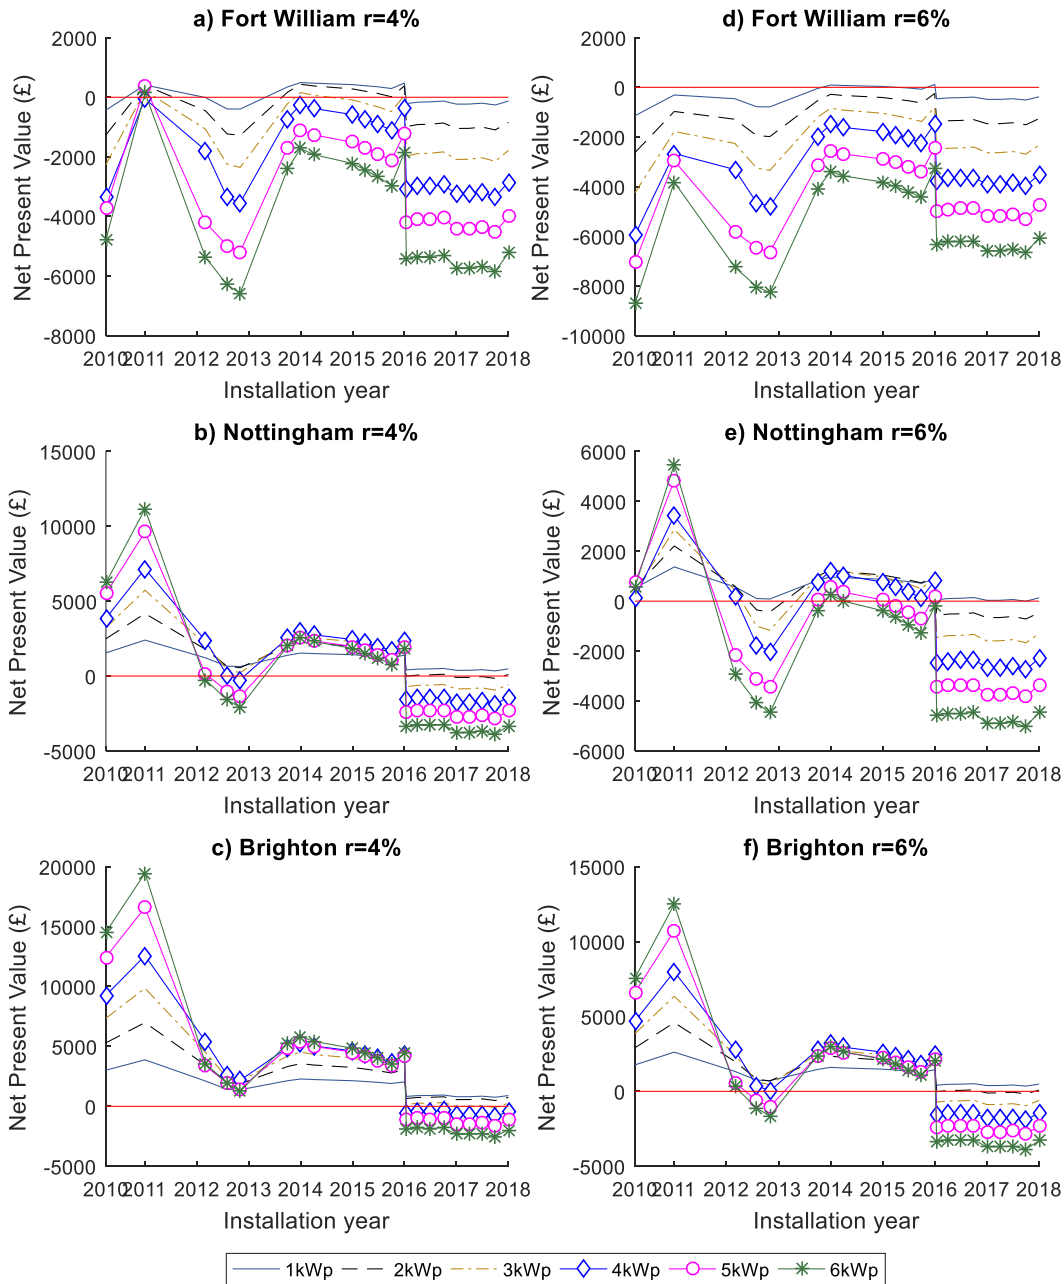 a) Fort William r=4%
2000
0
-2000
-4000
-6000
-8000
Net Present Value (£)
2010 2011 2012 2013 2014 2015 2016 2017 2018
Installation year
d) Fort William r=6%
2000
0
-2000
-4000
-6000
-8000
-10000
Net Present Value (£)
2010 2011 2012 2013 2014 2015 2016 2017 2018
Installation year
b) Nottingham r=4%
15000
10000
5000
0
-5000
Net Present Value (£)
2010 2011 2012 2013 2014 2015 2016 2017 2018
Installation year
e) Nottingham r=6%
6000
4000
2000
0
-2000
-4000
-6000
Net Present Value (£)
2010 2011 2012 2013 2014 2015 2016 2017 2018
Installation year
c) Brighton r=4%
20000
15000
10000
5000
0
-5000
Net Present Value (£)
2010 2011 2012 2013 2014 2015 2016 2017 2018
Installation year
f) Brighton r=6%
15000
10000
5000
0
-5000
Net Present Value (£)
2010 2011 2012 2013 2014 2015 2016 2017 2018
Installation year
1kWp 2kWp 3kWp 4kWp 5kWp 6kWp